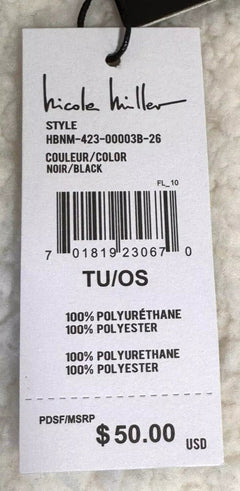 nicole miller
STYLE
HBNM-423-00003B-26
COULEUR/COLOR
NOIR/BLACK
FL_10
7 01819 23067 0
TU/OS
100% POLYURÉTHANE
100% POLYESTER
100% POLYURETHANE
100% POLYESTER
PDSF/MSRP
$50.00 USD